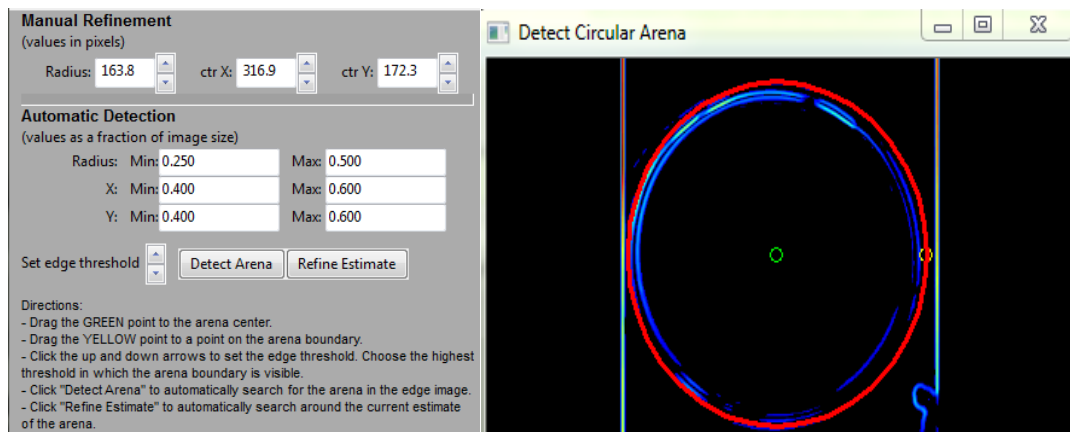 Manual Refinement
(values in pixels)
Radius: 163.8 ctr X: 316.9 ctr Y: 172.3
Automatic Detection
(values as a fraction of image size)
Radius: Min: 0.250 Max: 0.500
X: Min: 0.400 Max: 0.600
Y: Min: 0.400 Max: 0.600
Set edge threshold Detect Arena Refine Estimate
Directions:
- Drag the GREEN point to the arena center.
- Drag the YELLOW point to a point on the arena boundary.
- Click the up and down arrows to set the edge threshold. Choose the highest
threshold in which the arena boundary is visible.
- Click "Detect Arena" to automatically search for the arena in the edge image.
- Click "Refine Estimate" to automatically search around the current estimate
of the arena.
Detect Circular Arena